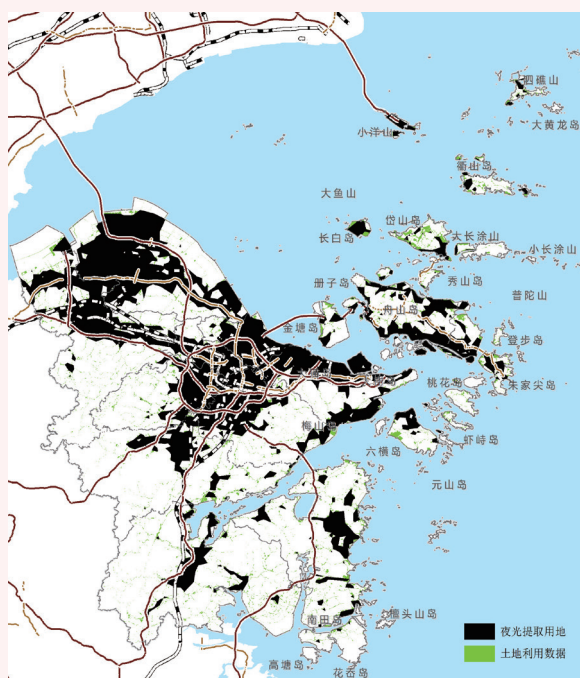 泗礁山
大黄龙岛
小洋山
衢山岛
大鱼山
岱山岛
长白岛
大长涂山
小长涂山
册子岛
秀山岛
普陀山
舟山岛
金塘岛
登步岛
桃花岛
朱家尖岛
梅山岛
虾峙岛
六横岛
元山岛
南田岛
檀头山岛
高塘岛
花岙岛
夜光提取用地
土地利用数据